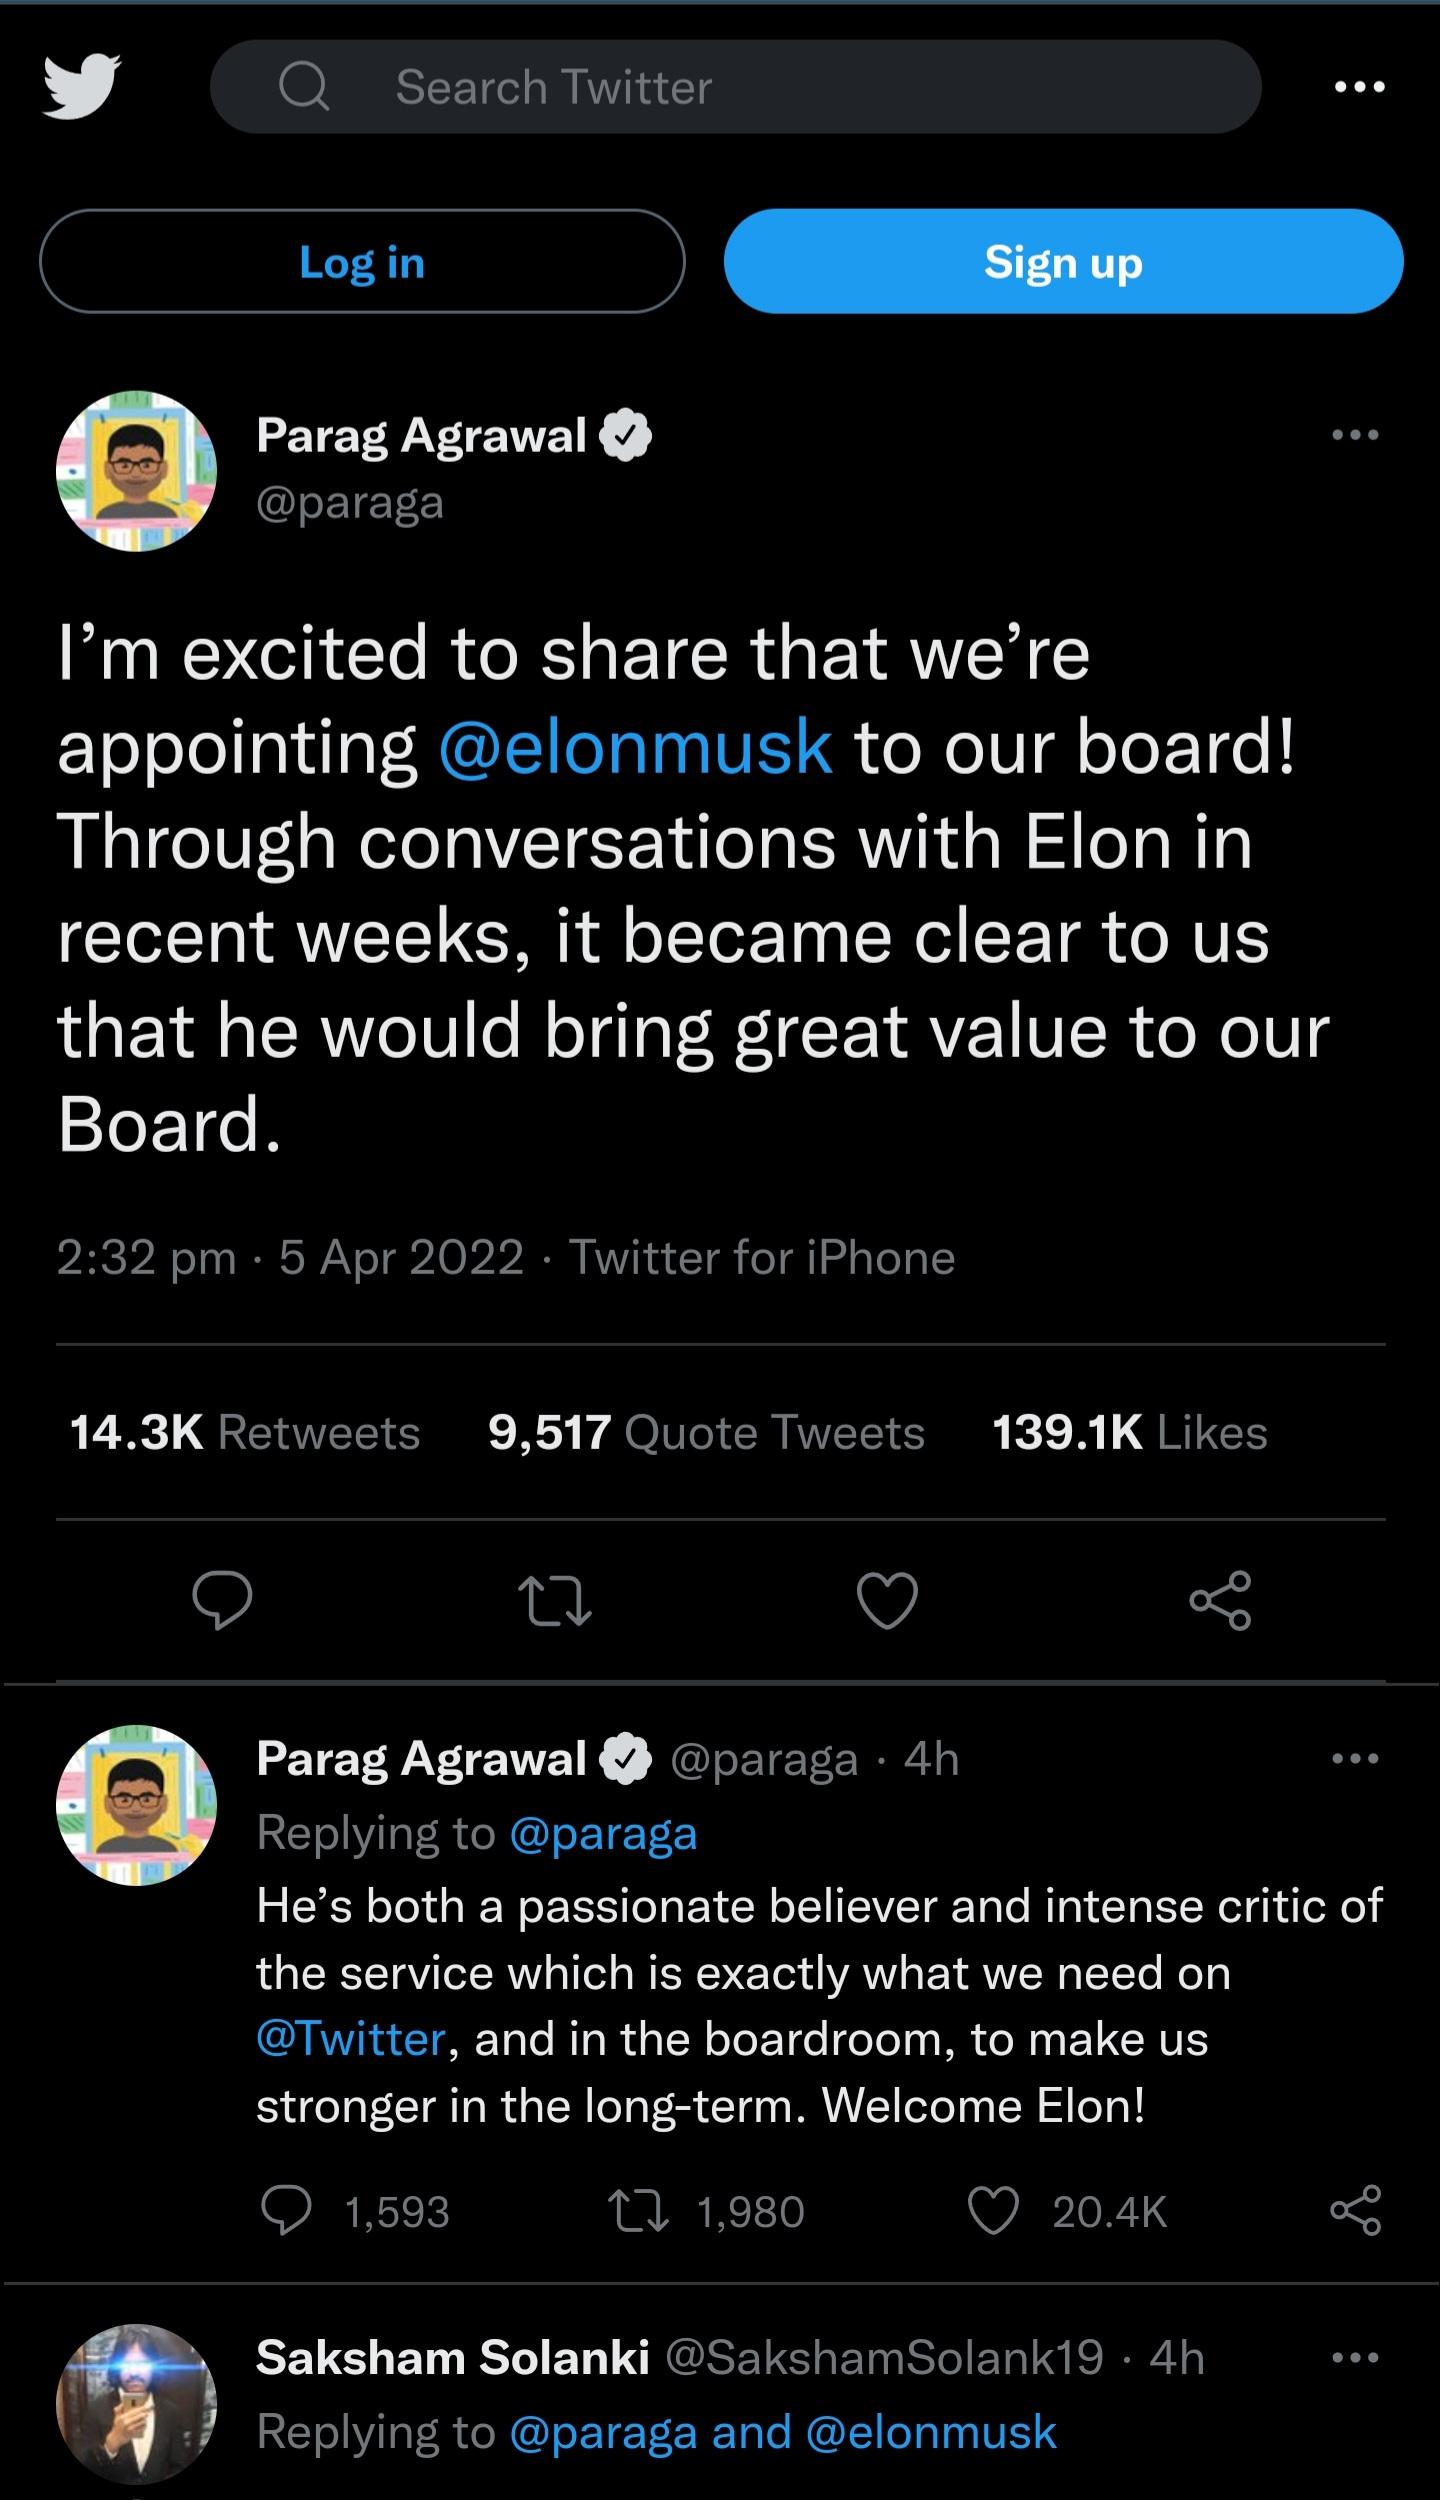 Search Twitter
Log in
Sign up
Parag Agrawal
@paraga
I’m excited to share that we’re
appointing @elonmusk to our board!
Through conversations with Elon in
recent weeks, it became clear to us
that he would bring great value to our
Board.
2:32 pm · 5 Apr 2022 · Twitter for iPhone
14.3K Retweets 9,517 Quote Tweets 139.1K Likes
Parag Agrawal @paraga · 4h
Replying to @paraga
He’s both a passionate believer and intense critic of
the service which is exactly what we need on
@Twitter, and in the boardroom, to make us
stronger in the long-term. Welcome Elon!
1,593 1,980 20.4K
Saksham Solanki @SakshamSolank19 · 4h
Replying to @paraga and @elonmusk